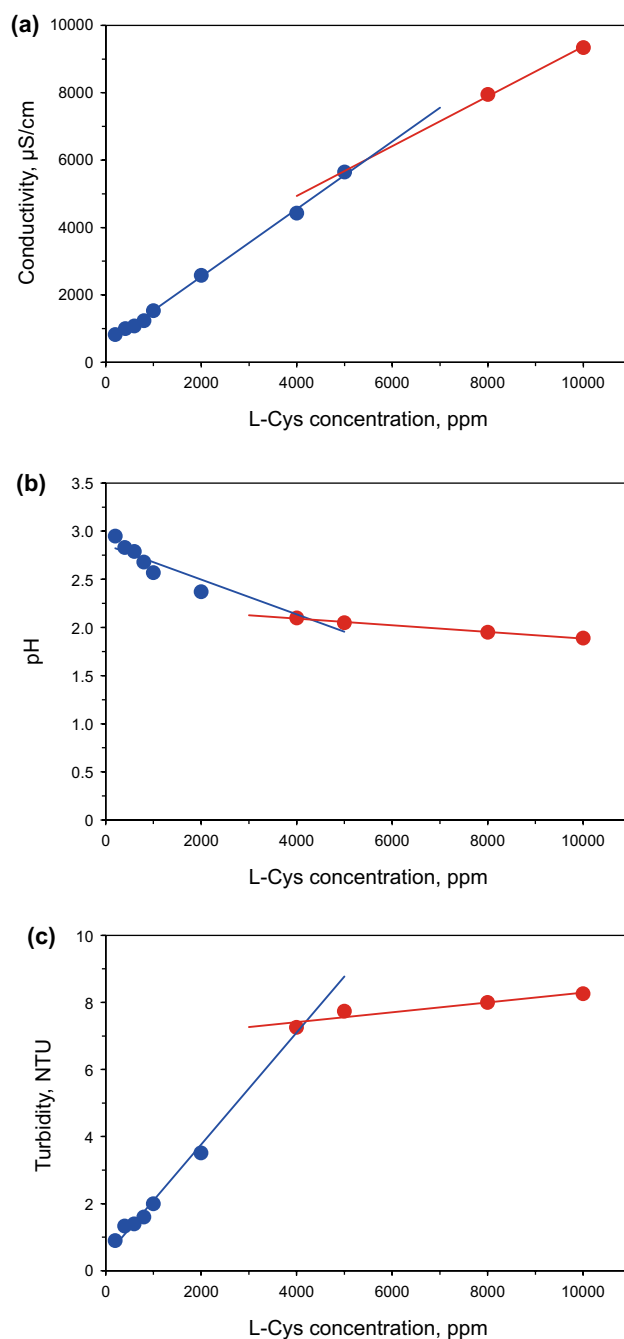 (a)
10000
8000
6000
4000
2000
0
Conductivity, µS/cm
0 2000 4000 6000 8000 10000
L-Cys concentration, ppm
(b)
3.5
3.0
2.5
2.0
1.5
1.0
0.5
0
pH
0 2000 4000 6000 8000 10000
L-Cys concentration, ppm
(c)
10
8
6
4
2
0
Turbidity, NTU
0 2000 4000 6000 8000 10000
L-Cys concentration, ppm